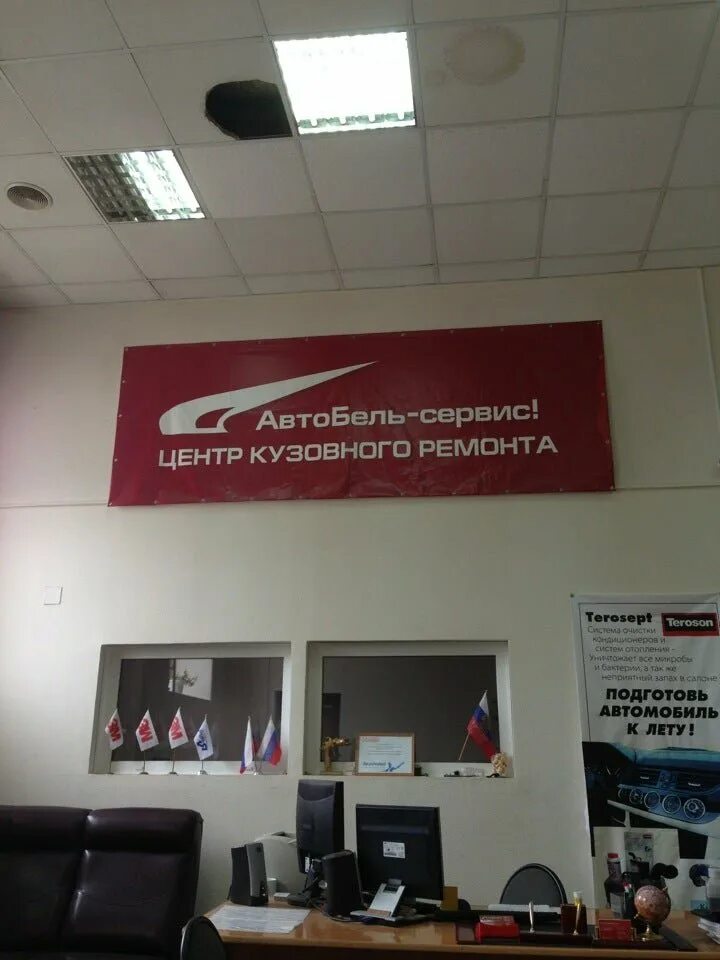 АвтоБель-сервис!
ЦЕНТР КУЗОВНОГО РЕМОНТА
Terosept
Teroson
Система очистки
кондиционеров и
систем отопления -
Уничтожает все микробы
и бактерии, а так же
неприятный запах в салоне
ПОДГОТОВЬ
АВТОМОБИЛЬ
К ЛЕТУ!
3M
3M
3M